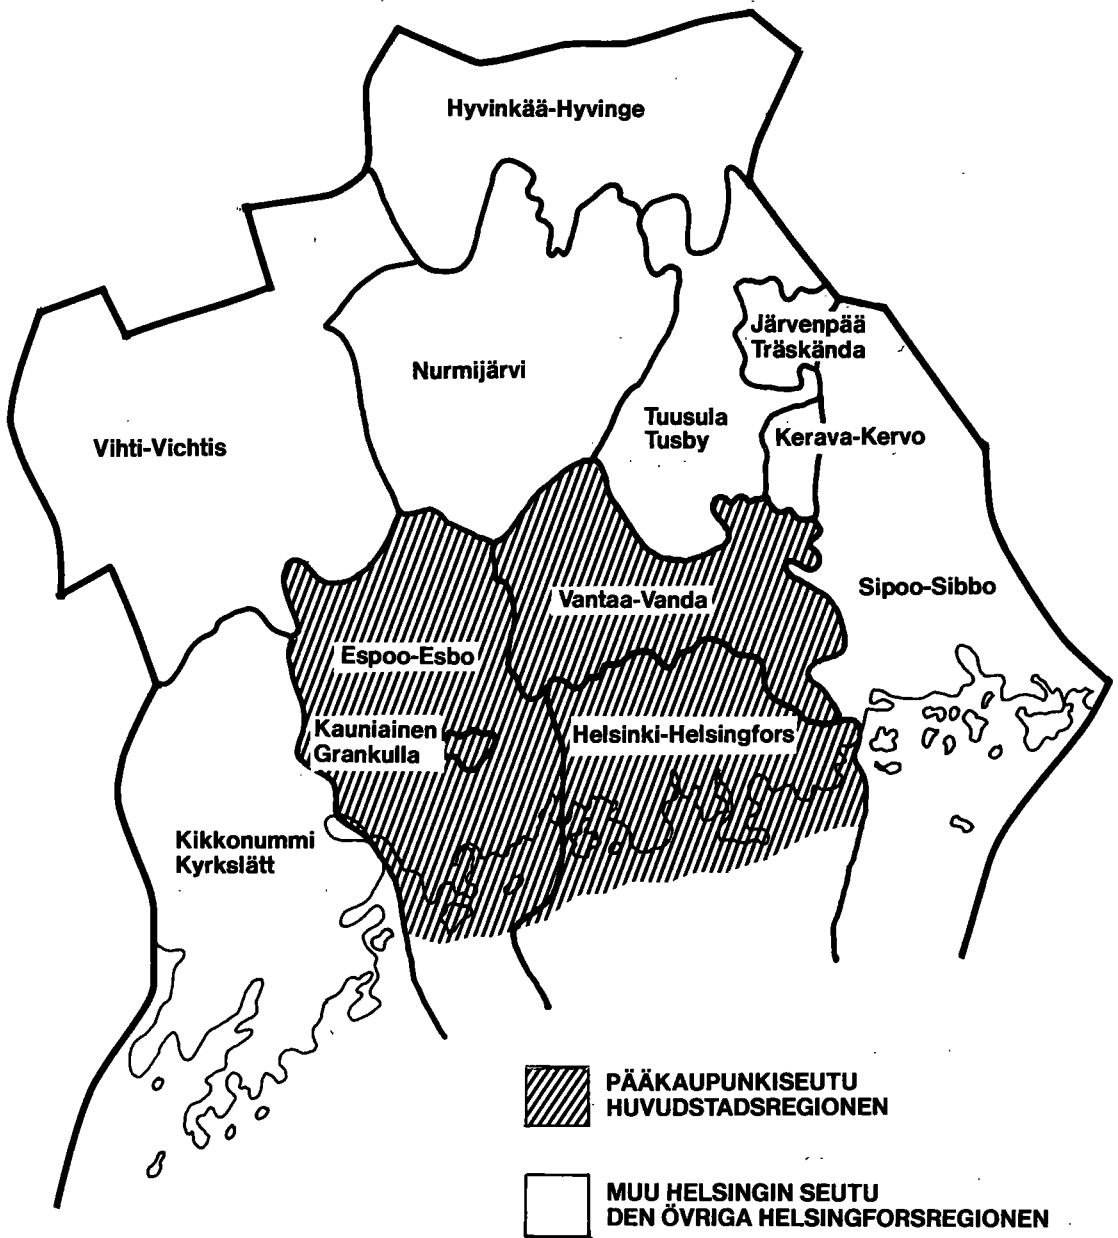 Hyvinkää-Hyvinge
Järvenpää
Träskända
Nurmijärvi
Tuusula
Tusby
Kerava-Kervo
Vihti-Vichtis
Sipoo-Sibbo
Vantaa-Vanda
Espoo-Esbo
Kauniainen
Grankulla
Helsinki-Helsingfors
Kikkonummi
Kyrkslätt
PÄÄKAUPUNKISEUTU
HUVUDSTADSREGIONEN
MUU HELSINGIN SEUTU
DEN ÖVRIGA HELSINGFORSREGIONEN